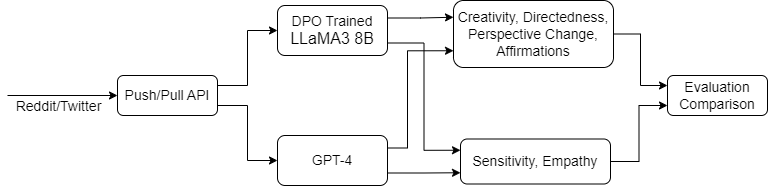 Reddit/Twitter
Push/Pull API
DPO Trained
LLaMA3 8B
GPT-4
Creativity, Directedness,
Perspective Change,
Affirmations
Sensitivity, Empathy
Evaluation
Comparison